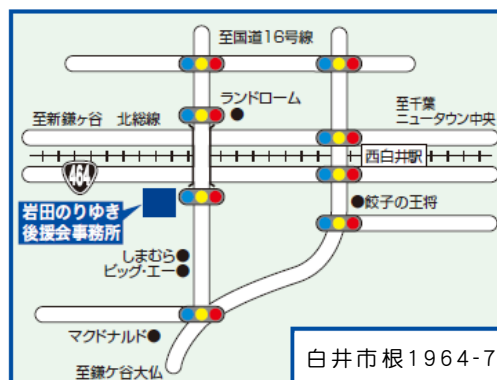 至国道16号線
ランドローム
至新鎌ヶ谷 北総線
至千葉
ニュータウン中央
西白井駅
464
岩田のりゆき
後援会事務所
餃子の王将
しまむら
ビッグ・エー
マクドナルド
至鎌ケ谷大仏
白井市根1964-7